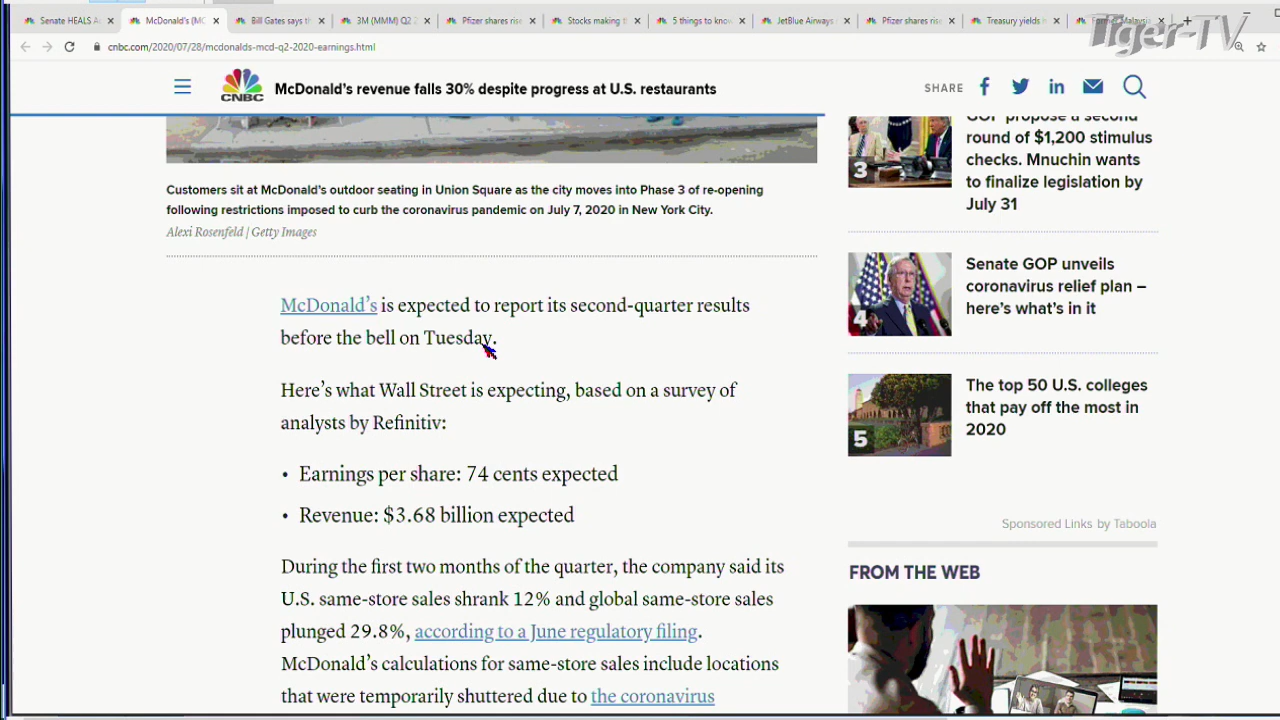 Senate HEALS A
McDonald's (MC
Bill Gates says th
3M (MMM) Q2
Pfizer shares rise
Stocks making t
5 things to know
JetBlue Airways
Pfizer shares rise
Treasury yields h
Former Malaysia
Tiger-TV
cnbc.com/2020/07/28/mcdonalds-mcd-q2-2020-earnings.html
CNBC
McDonald's revenue falls 30% despite progress at U.S. restaurants
SHARE
Customers sit at McDonald's outdoor seating in Union Square as the city moves into Phase 3 of re-opening
following restrictions imposed to curb the coronavirus pandemic on July 7, 2020 in New York City.
Alexi Rosenfeld | Getty Images
McDonald's is expected to report its second-quarter results
before the bell on Tuesday.
Here's what Wall Street is expecting, based on a survey of
analysts by Refinitiv:
• Earnings per share: 74 cents expected
• Revenue: $3.68 billion expected
During the first two months of the quarter, the company said its
U.S. same-store sales shrank 12% and global same-store sales
plunged 29.8%, according to a June regulatory filing.
McDonald's calculations for same-store sales include locations
that were temporarily shuttered due to the coronavirus
3
GOP propose a second
round of $1,200 stimulus
checks. Mnuchin wants
to finalize legislation by
July 31
4
Senate GOP unveils
coronavirus relief plan –
here's what's in it
5
The top 50 U.S. colleges
that pay off the most in
2020
Sponsored Links by Taboola
FROM THE WEB